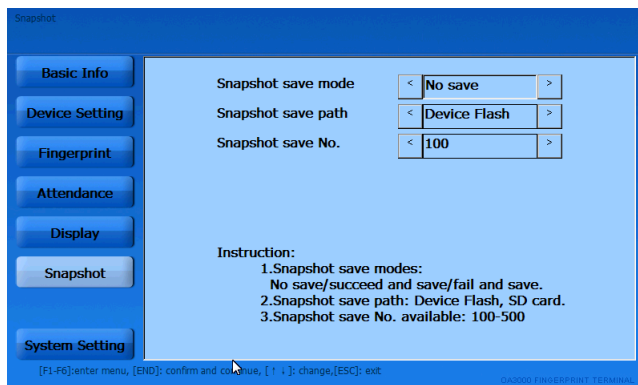 Snapshot
Basic Info
Device Setting
Fingerprint
Attendance
Display
Snapshot
System Setting
Snapshot save mode < No save >
Snapshot save path < Device Flash >
Snapshot save No. < 100 >
Instruction:
1.Snapshot save modes:
No save/succeed and save/fail and save.
2.Snapshot save path: Device Flash, SD card.
3.Snapshot save No. available: 100-500
[F1-F6]:enter menu, [END]: confirm and continue, [ ↑ ↓ ]: change,[ESC]: exit
OA3000 FINGERPRINT TERMINAL